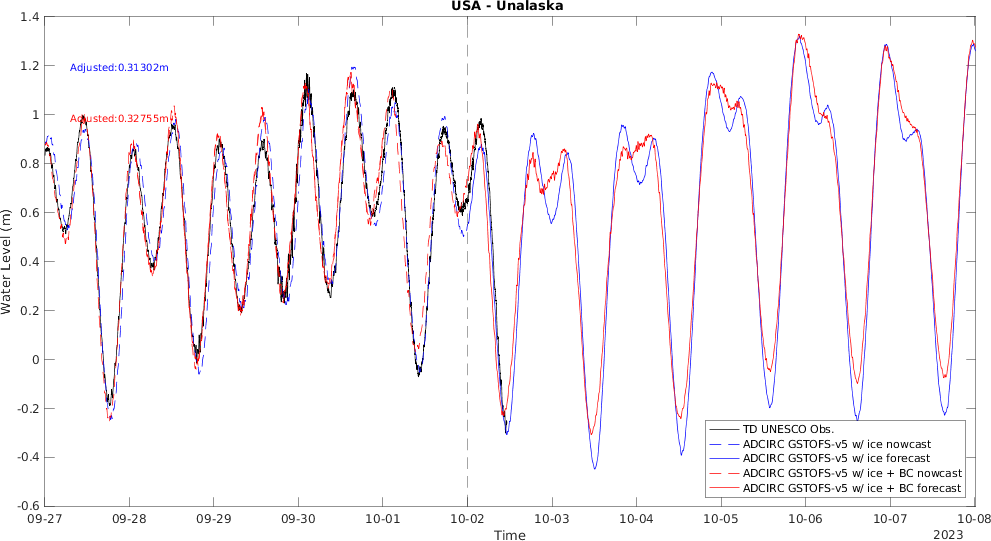 USA - Unalaska
1.4
1.2
1
0.8
0.6
0.4
0.2
0
-0.2
-0.4
-0.6
Water Level (m)
Adjusted:0.31302m
Adjusted:0.32755m
TD UNESCO Obs.
ADCIRC GSTOFS-v5 w/ ice nowcast
ADCIRC GSTOFS-v5 w/ ice forecast
ADCIRC GSTOFS-v5 w/ ice + BC nowcast
ADCIRC GSTOFS-v5 w/ ice + BC forecast
09-27 09-28 09-29 09-30 10-01 10-02 10-03 10-04 10-05 10-06 10-07 10-08
Time
2023